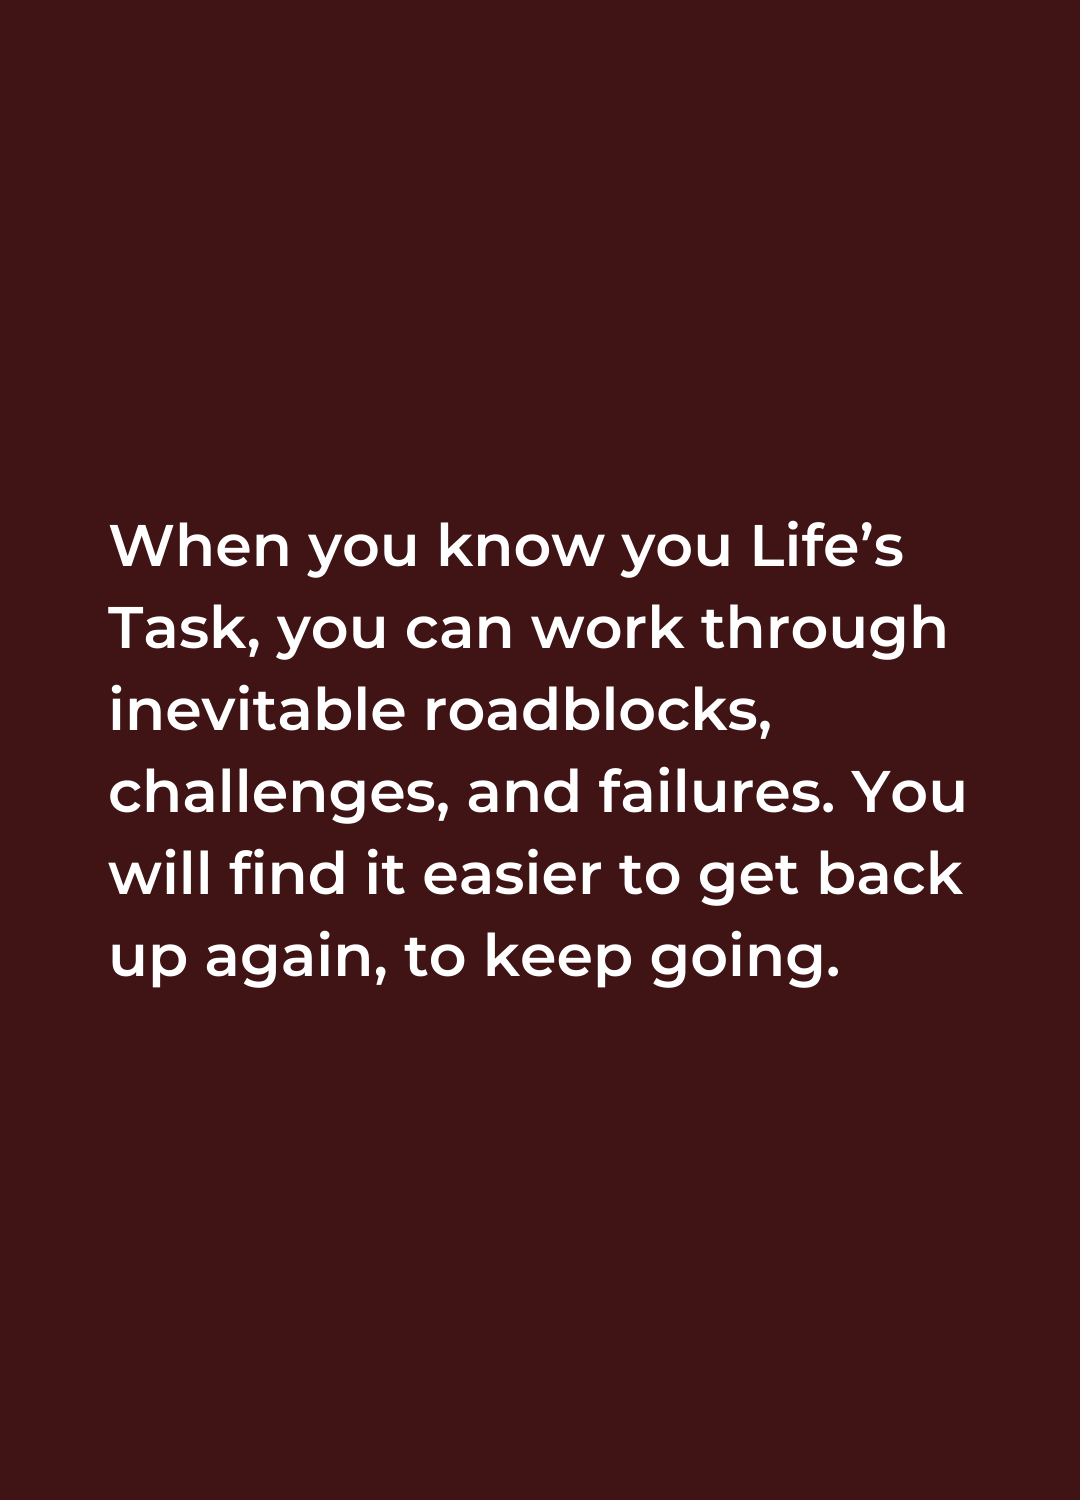 When you know you Life’s
Task, you can work through
inevitable roadblocks,
challenges, and failures. You
will find it easier to get back
up again, to keep going.